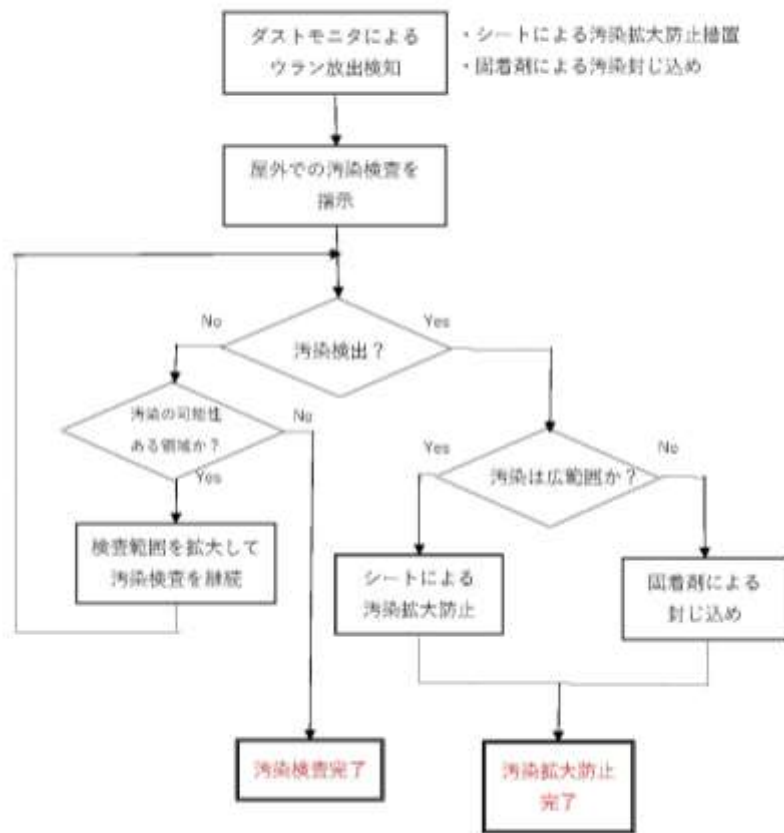 ダストモニタによる
ウラン放出検知
・シートによる汚染拡大防止措置
・固着剤による汚染封じ込め
屋外での汚染検査を
指示
No
Yes
汚染検出?
汚染の可能性
ある領域か?
No
Yes
Yes
No
汚染は広範囲か?
検査範囲を拡大して
汚染検査を継続
シートによる
汚染拡大防止
固着剤による
封じ込め
汚染検査完了
汚染拡大防止
完了